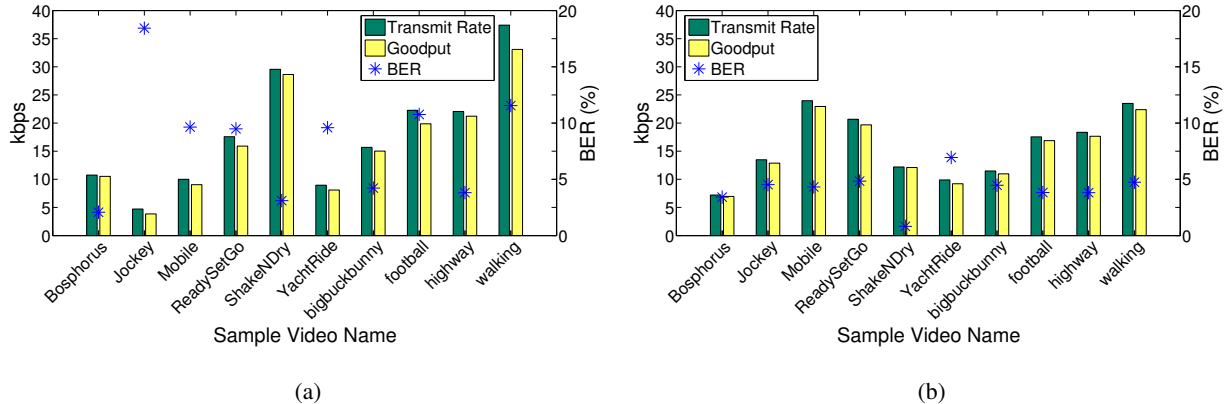 40
35
30
25
20
15
10
5
0
kbps
20
15
10
5
0
BER (%)
Transmit Rate
Goodput
BER
Bosphorus
Jockey
Mobile
ReadySetGo
ShakeNDry
YachtRide
bigbuckbunny
football
highway
walking
Sample Video Name
(a)
40
35
30
25
20
15
10
5
0
kbps
20
15
10
5
0
BER (%)
Transmit Rate
Goodput
BER
Bosphorus
Jockey
Mobile
ReadySetGo
ShakeNDry
YachtRide
bigbuckbunny
football
highway
walking
Sample Video Name
(b)